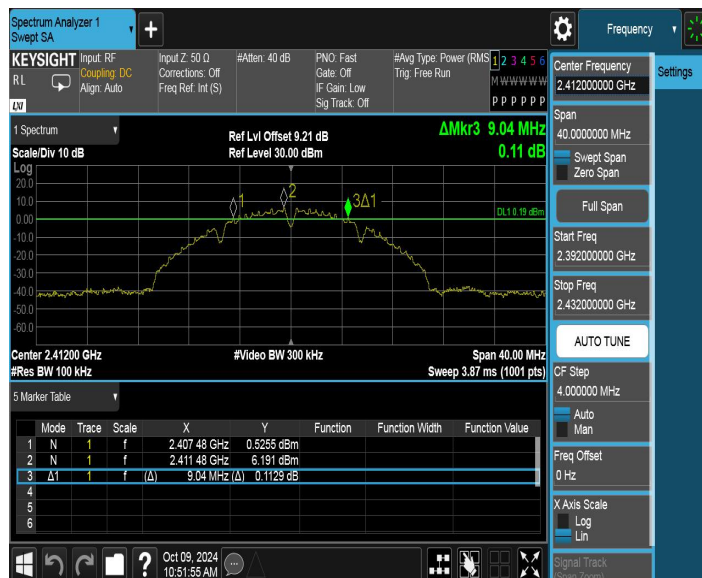 Spectrum Analyzer 1
Swept SA
+
Frequency
KEYSIGHT
RL
LXI
Input: RF
Coupling: DC
Align: Auto
Input Z: 50 Ω
Corrections: Off
Freq Ref: Int (S)
#Atten: 40 dB
PNO: Fast
Gate: Off
IF Gain: Low
Sig Track: Off
#Avg Type: Power (RMS
Trig: Free Run
1 2 3 4 5 6
M W W W W W
P P P P P P
1 Spectrum
Scale/Div 10 dB
Ref Lvl Offset 9.21 dB
Ref Level 30.00 dBm
ΔMkr3 9.04 MHz
0.11 dB
Log
20.0
10.0
0.00
-10.0
-20.0
-30.0
-40.0
-50.0
-60.0
1
2
3Δ1
DL1 0.19 dBm
Center 2.41200 GHz
#Video BW 300 kHz
Span 40.00 MHz
#Res BW 100 kHz
Sweep 3.87 ms (1001 pts)
5 Marker Table
Mode Trace Scale X Y Function Function Width Function Value
1 N 1 f 2.407 48 GHz 0.5255 dBm
2 N 1 f 2.411 48 GHz 6.191 dBm
3 Δ1 1 f (Δ) 9.04 MHz (Δ) 0.1129 dB
4
5
6
?
Oct 09, 2024
10:51:55 AM
Center Frequency
2.412000000 GHz
Settings
Span
40.0000000 MHz
Swept Span
Zero Span
Full Span
Start Freq
2.392000000 GHz
Stop Freq
2.432000000 GHz
AUTO TUNE
CF Step
4.000000 MHz
Auto
Man
Freq Offset
0 Hz
X Axis Scale
Log
Lin
Signal Track
(Span Zoom)